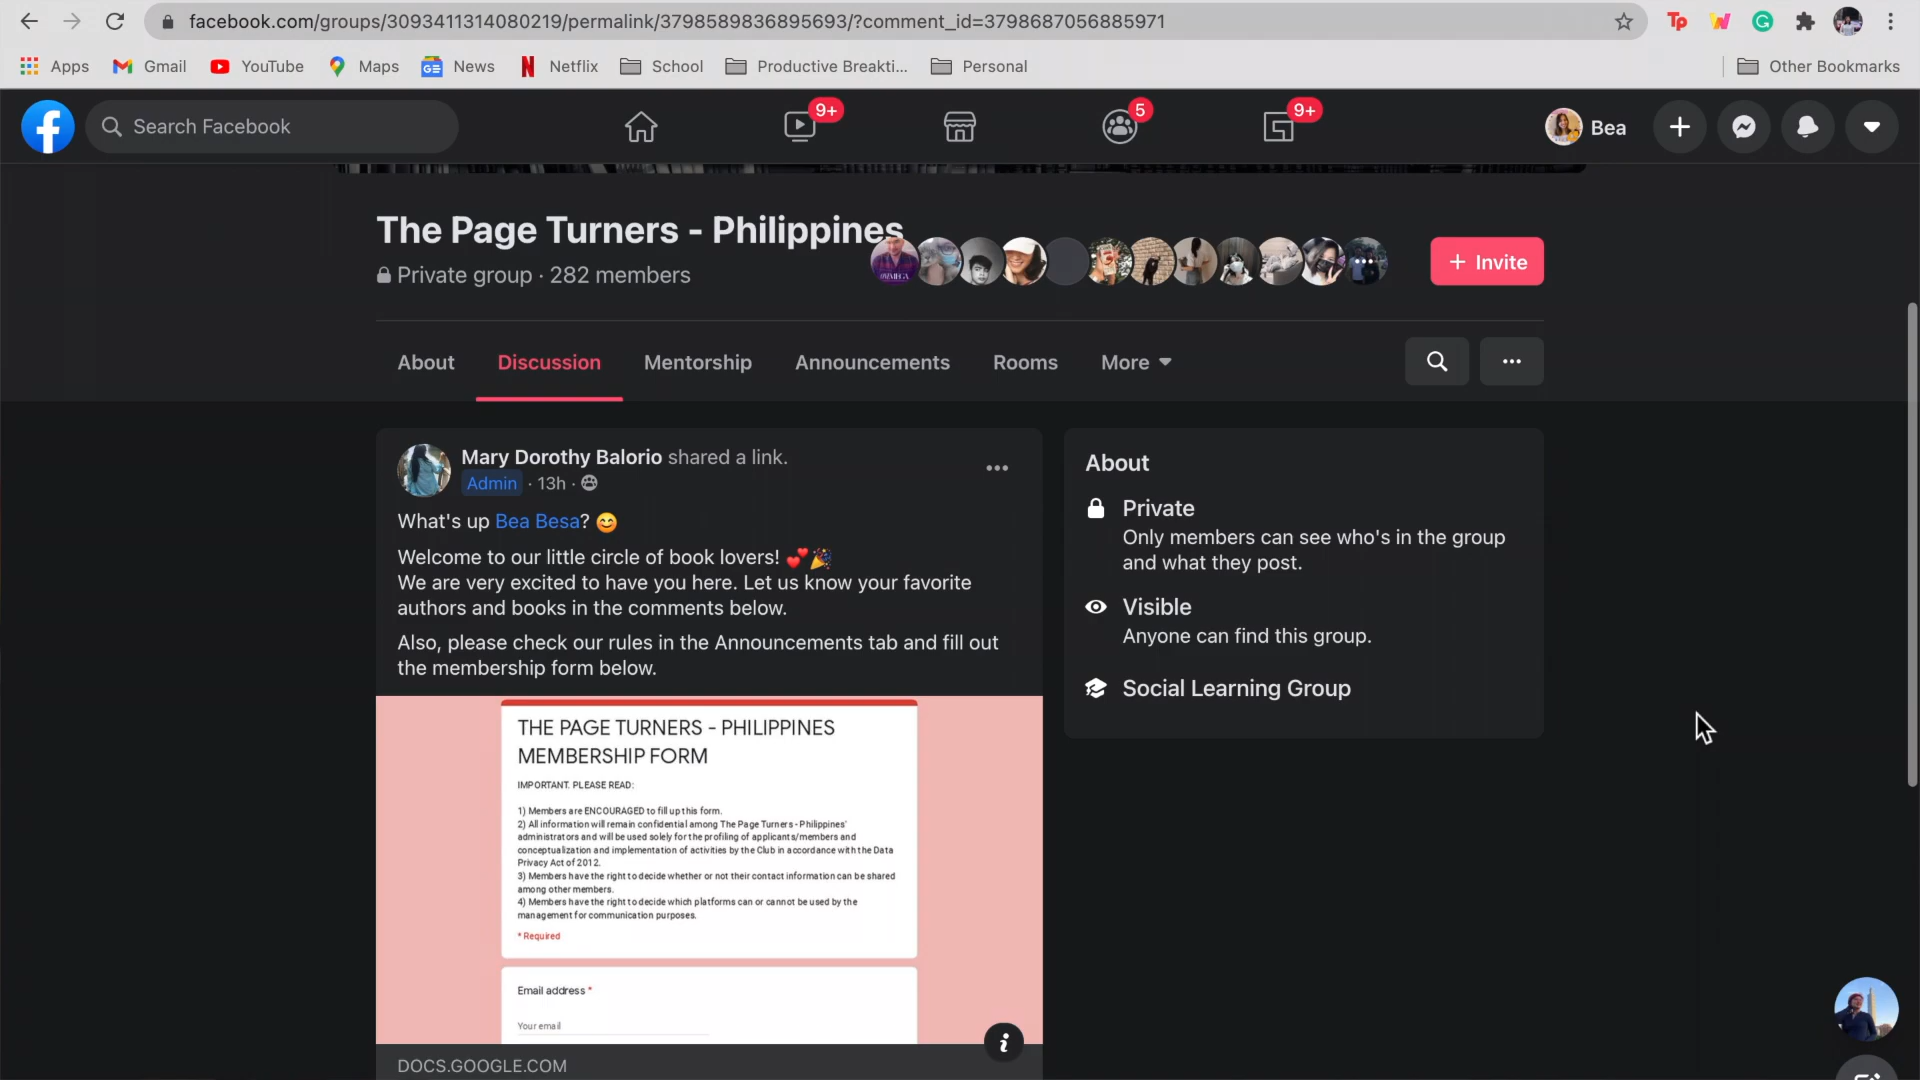 facebook.com/groups/3093411314080219/permalink/3798589836895693/?comment_id=3798687056885971
Apps Gmail YouTube Maps News Netflix School Productive Breakti... Personal Other Bookmarks
Search Facebook
9+
5
9+
Bea
The Page Turners - Philippines
Private group · 282 members
+ Invite
About Discussion Mentorship Announcements Rooms More
Mary Dorothy Balorio shared a link.
Admin · 13h ·
What's up Bea Besa? 😊
Welcome to our little circle of book lovers! 💕🎉
We are very excited to have you here. Let us know your favorite
authors and books in the comments below.
Also, please check our rules in the Announcements tab and fill out
the membership form below.
THE PAGE TURNERS - PHILIPPINES
MEMBERSHIP FORM
IMPORTANT. PLEASE READ:
1) Members are ENCOURAGED to fill up this form.
2) All information will remain confidential among The Page Turners - Philippines'
administrators and will be used solely for the profiling of applicants/members and
conceptualization and implementation of activities by the Club in accordance with the Data
Privacy Act of 2012.
3) Members have the right to decide whether or not their contact information can be shared
among other members.
4) Members have the right to decide which platforms can or cannot be used by the
management for communication purposes.
* Required
Email address *
Your email
DOCS.GOOGLE.COM
About
Private
Only members can see who's in the group
and what they post.
Visible
Anyone can find this group.
Social Learning Group